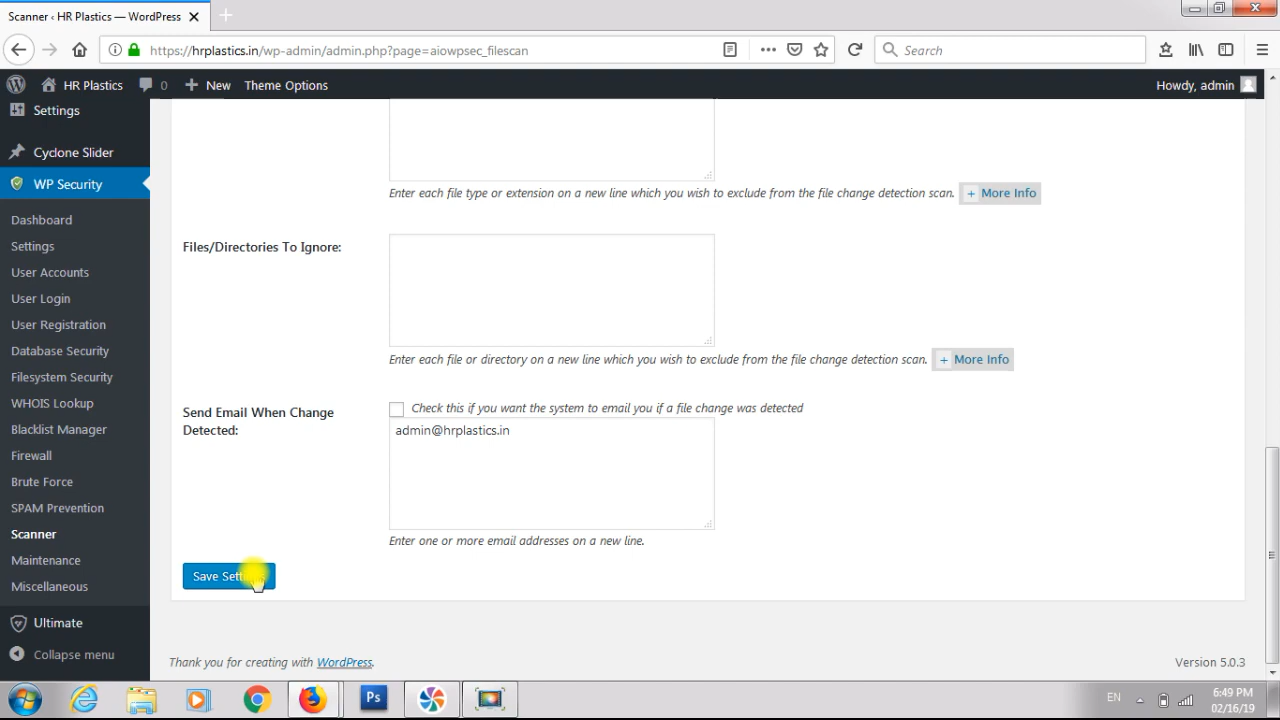 Scanner ‹ HR Plastics — WordPress
https://hrplastics.in/wp-admin/admin.php?page=aiowpsec_filescan
Search
HR Plastics 0 New Theme Options Howdy, admin
Settings
Cyclone Slider
WP Security
Dashboard
Settings
User Accounts
User Login
User Registration
Database Security
Filesystem Security
WHOIS Lookup
Blacklist Manager
Firewall
Brute Force
SPAM Prevention
Scanner
Maintenance
Miscellaneous
Ultimate
Collapse menu
Enter each file type or extension on a new line which you wish to exclude from the file change detection scan. + More Info
Files/Directories To Ignore:
Enter each file or directory on a new line which you wish to exclude from the file change detection scan. + More Info
Send Email When Change
Detected:
Check this if you want the system to email you if a file change was detected
admin@hrplastics.in
Enter one or more email addresses on a new line.
Save
Thank you for creating with WordPress.
Version 5.0.3
Ps
EN
6:49 PM
02/16/19